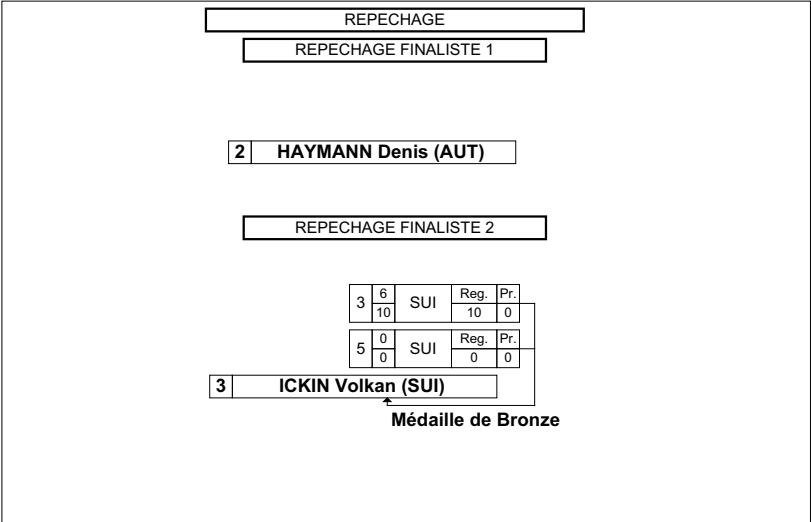 REPECHAGE
REPECHAGE FINALISTE 1
2 HAYMANN Denis (AUT)
REPECHAGE FINALISTE 2
3 6 SUI Reg. Pr.
10 10 0
5 0 SUI Reg. Pr.
0 0 0
3 ICKIN Volkan (SUI)
Médaille de Bronze